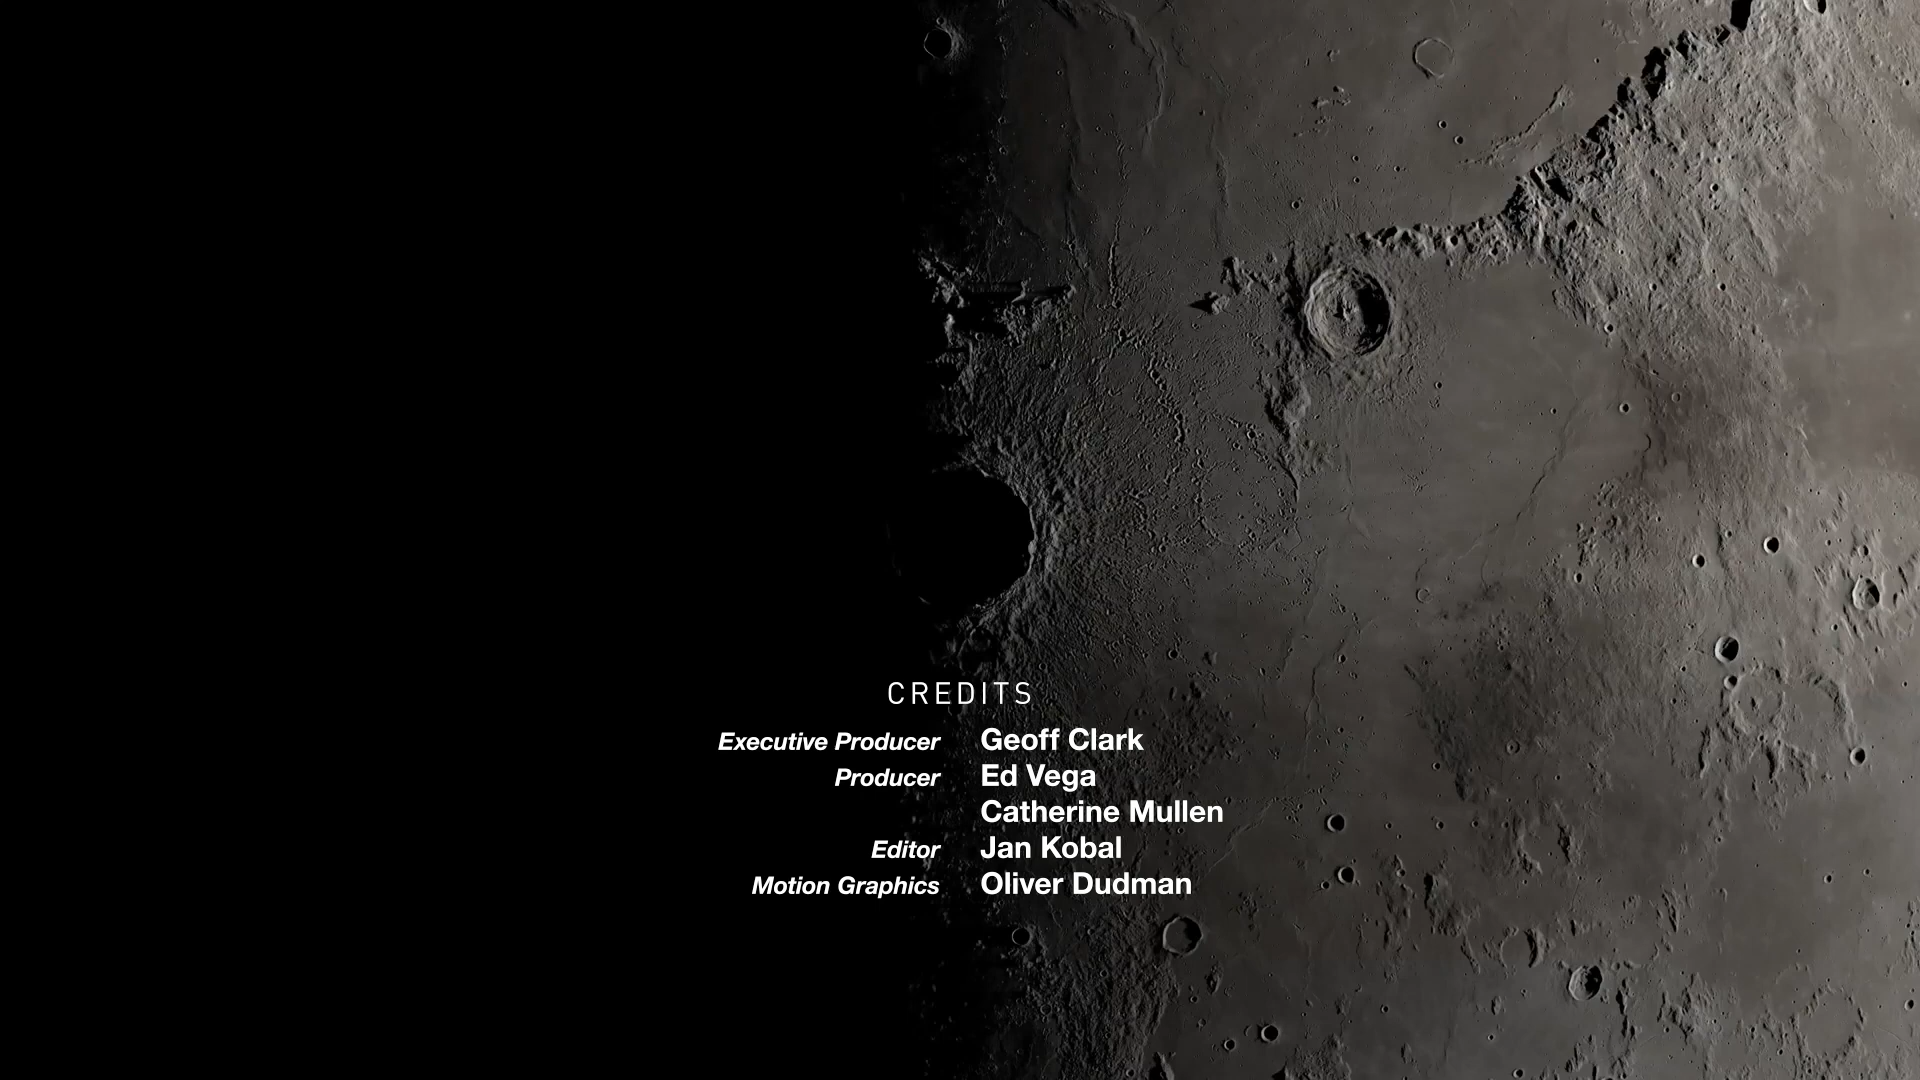 CREDITS
Executive Producer Geoff Clark
Producer Ed Vega
Catherine Mullen
Editor Jan Kobal
Motion Graphics Oliver Dudman